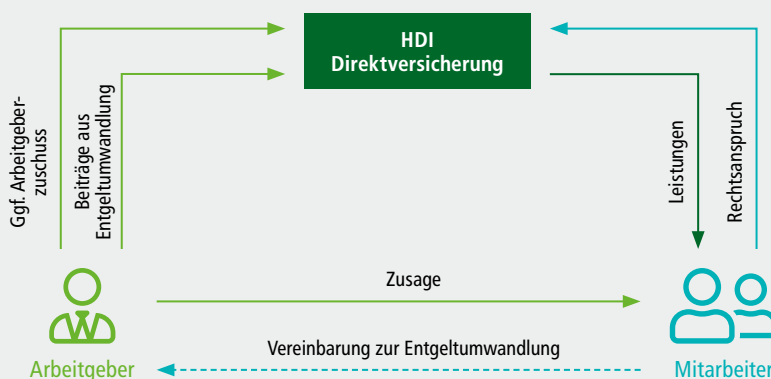 HDI
Direktversicherung
Ggf. Arbeitgeber-
zuschuss
Beiträge aus
Entgeltumwandlung
Leistungen
Rechtsanspruch
Zusage
Vereinbarung zur Entgeltumwandlung
Arbeitgeber
Mitarbeiter